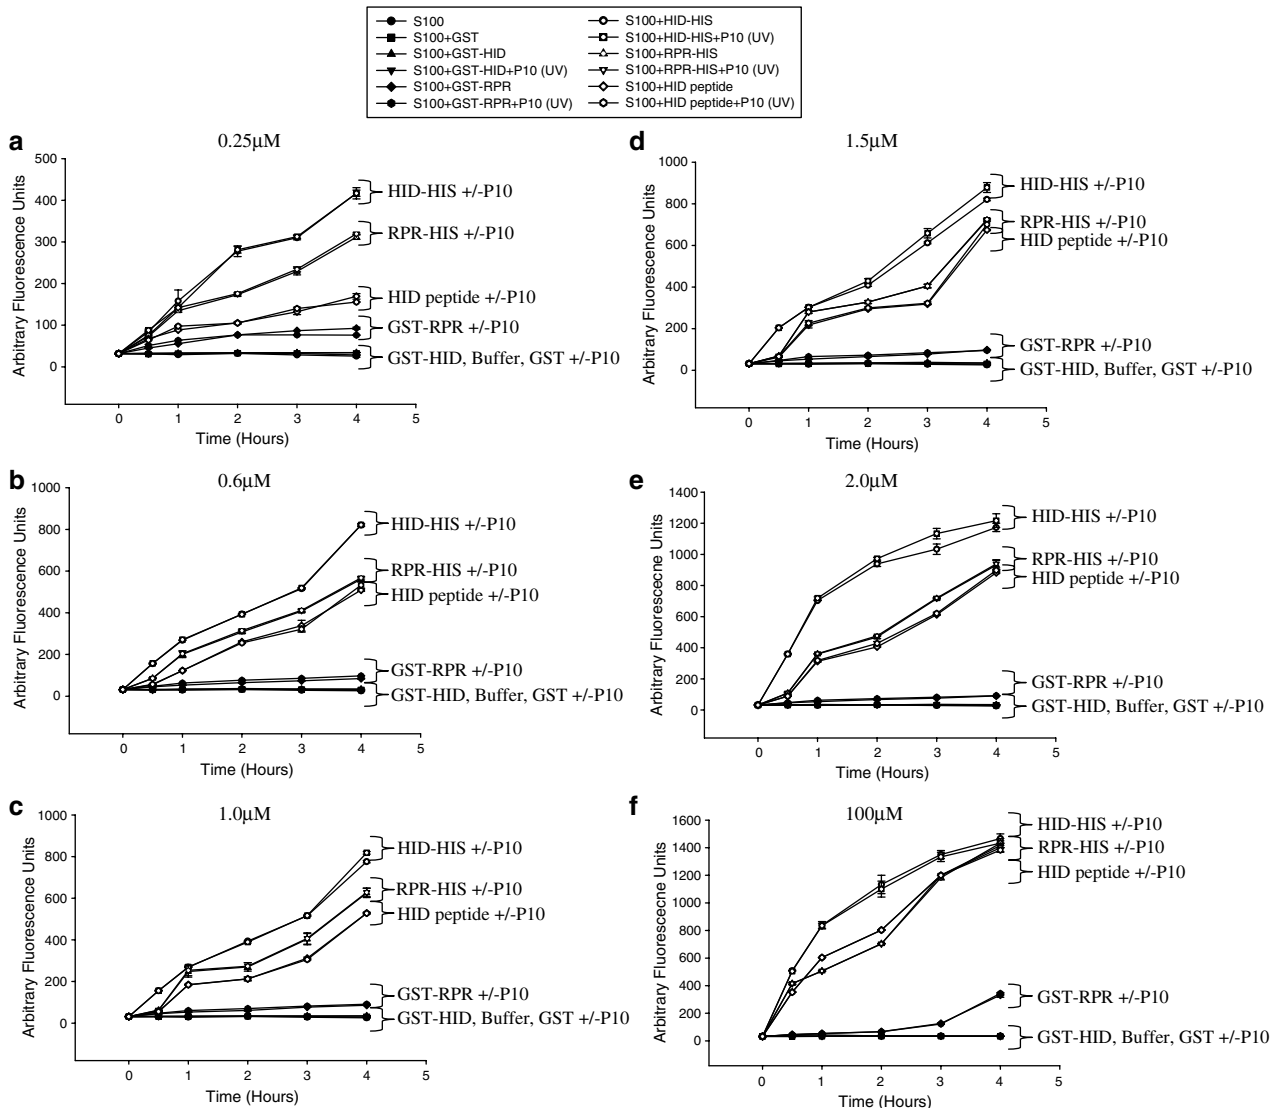 S100
S100+GST
S100+GST-HID
S100+GST-HID+P10 (UV)
S100+GST-RPR
S100+GST-RPR+P10 (UV)
S100+HID-HIS
S100+HID-HIS+P10 (UV)
S100+RPR-HIS
S100+RPR-HIS+P10 (UV)
S100+HID peptide
S100+HID peptide+P10 (UV)
a
0.25µM
Arbitrary Fluorescence Units
500
400
300
200
100
0
HID-HIS +/-P10
RPR-HIS +/-P10
HID peptide +/-P10
GST-RPR +/-P10
GST-HID, Buffer, GST +/-P10
0 1 2 3 4 5
Time (Hours)
b
0.6µM
Arbitrary Fluorescence Units
1000
800
600
400
200
0
HID-HIS +/-P10
RPR-HIS +/-P10
HID peptide +/-P10
GST-RPR +/-P10
GST-HID, Buffer, GST +/-P10
0 1 2 3 4 5
Time (Hours)
c
1.0µM
Arbitrary Fluorescence Units
1000
800
600
400
200
0
HID-HIS +/-P10
RPR-HIS +/-P10
HID peptide +/-P10
GST-RPR +/-P10
GST-HID, Buffer, GST +/-P10
0 1 2 3 4 5
Time (Hours)
d
1.5µM
Arbitrary Fluorescence Units
1000
800
600
400
200
0
HID-HIS +/-P10
RPR-HIS +/-P10
HID peptide +/-P10
GST-RPR +/-P10
GST-HID, Buffer, GST +/-P10
0 1 2 3 4 5
Time (Hours)
e
2.0µM
Arbitrary Fluorescecne Units
1400
1200
1000
800
600
400
200
0
HID-HIS +/-P10
RPR-HIS +/-P10
HID peptide +/-P10
GST-RPR +/-P10
GST-HID, Buffer, GST +/-P10
0 1 2 3 4 5
Time (Hours)
f
100µM
Arbitrary Fluorescecne Units
1600
1400
1200
1000
800
600
400
200
0
HID-HIS +/-P10
RPR-HIS +/-P10
HID peptide +/-P10
GST-RPR +/-P10
GST-HID, Buffer, GST +/-P10
0 1 2 3 4 5
Time (Hours)